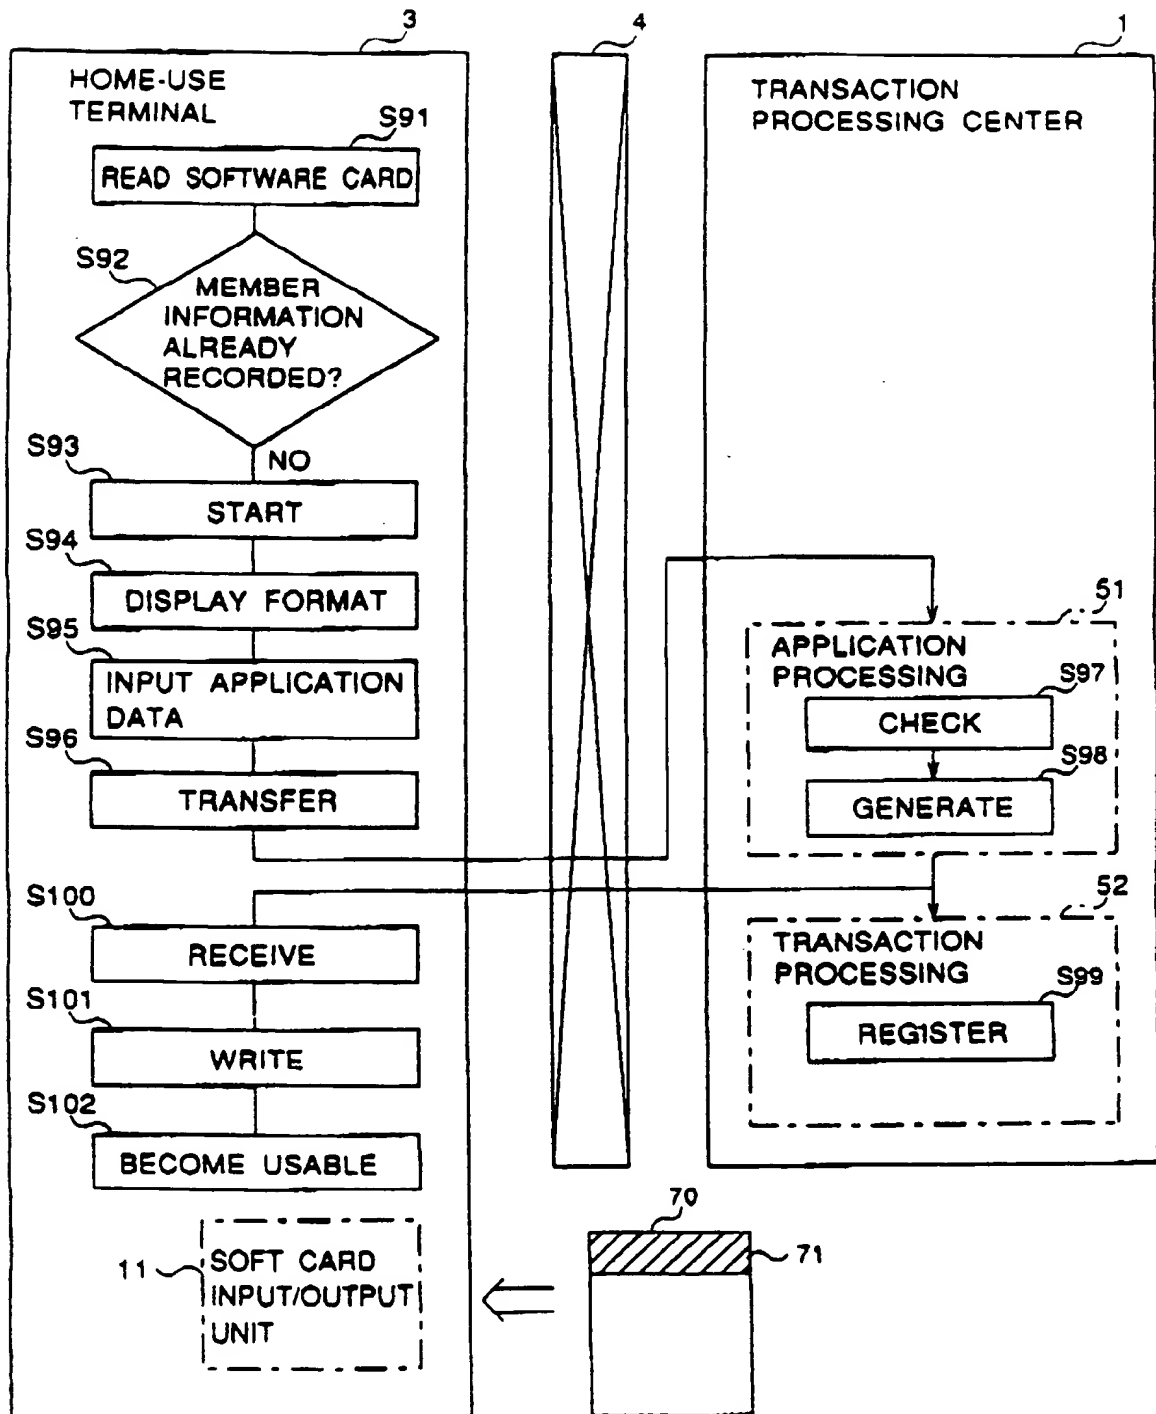 3
4
1
HOME-USE
TERMINAL
TRANSACTION
PROCESSING CENTER
S91
READ SOFTWARE CARD
S92
MEMBER
INFORMATION
ALREADY
RECORDED?
NO
S93
START
S94
DISPLAY FORMAT
S95
INPUT APPLICATION
DATA
S96
TRANSFER
51
APPLICATION
PROCESSING
S97
CHECK
S98
GENERATE
S100
RECEIVE
52
TRANSACTION
PROCESSING
S99
REGISTER
S101
WRITE
S102
BECOME USABLE
11
SOFT CARD
INPUT/OUTPUT
UNIT
70
71